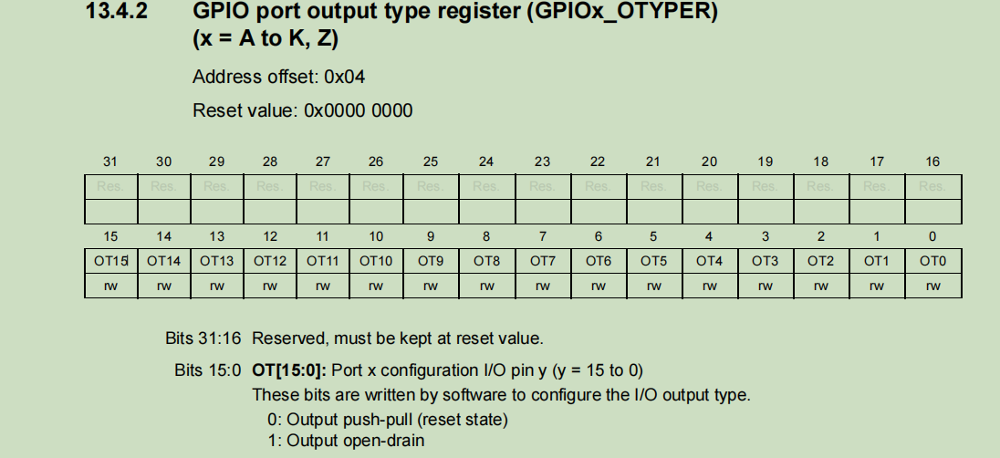 13.4.2 GPIO port output type register (GPIOx_OTYPER)
(x = A to K, Z)
Address offset: 0x04
Reset value: 0x0000 0000
31 30 29 28 27 26 25 24 23 22 21 20 19 18 17 16
Res. Res. Res. Res. Res. Res. Res. Res. Res. Res. Res. Res. Res. Res. Res. Res.
15 14 13 12 11 10 9 8 7 6 5 4 3 2 1 0
OT15 OT14 OT13 OT12 OT11 OT10 OT9 OT8 OT7 OT6 OT5 OT4 OT3 OT2 OT1 OT0
rw rw rw rw rw rw rw rw rw rw rw rw rw rw rw rw
Bits 31:16 Reserved, must be kept at reset value.
Bits 15:0 OT[15:0]: Port x configuration I/O pin y (y = 15 to 0)
These bits are written by software to configure the I/O output type.
0: Output push-pull (reset state)
1: Output open-drain